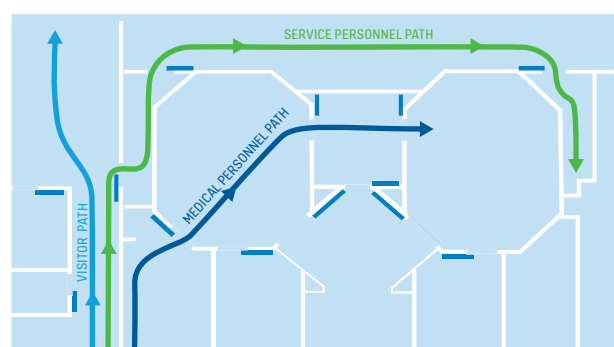 SERVICE PERSONNEL PATH
MEDICAL PERSONNEL PATH
VISITOR PATH